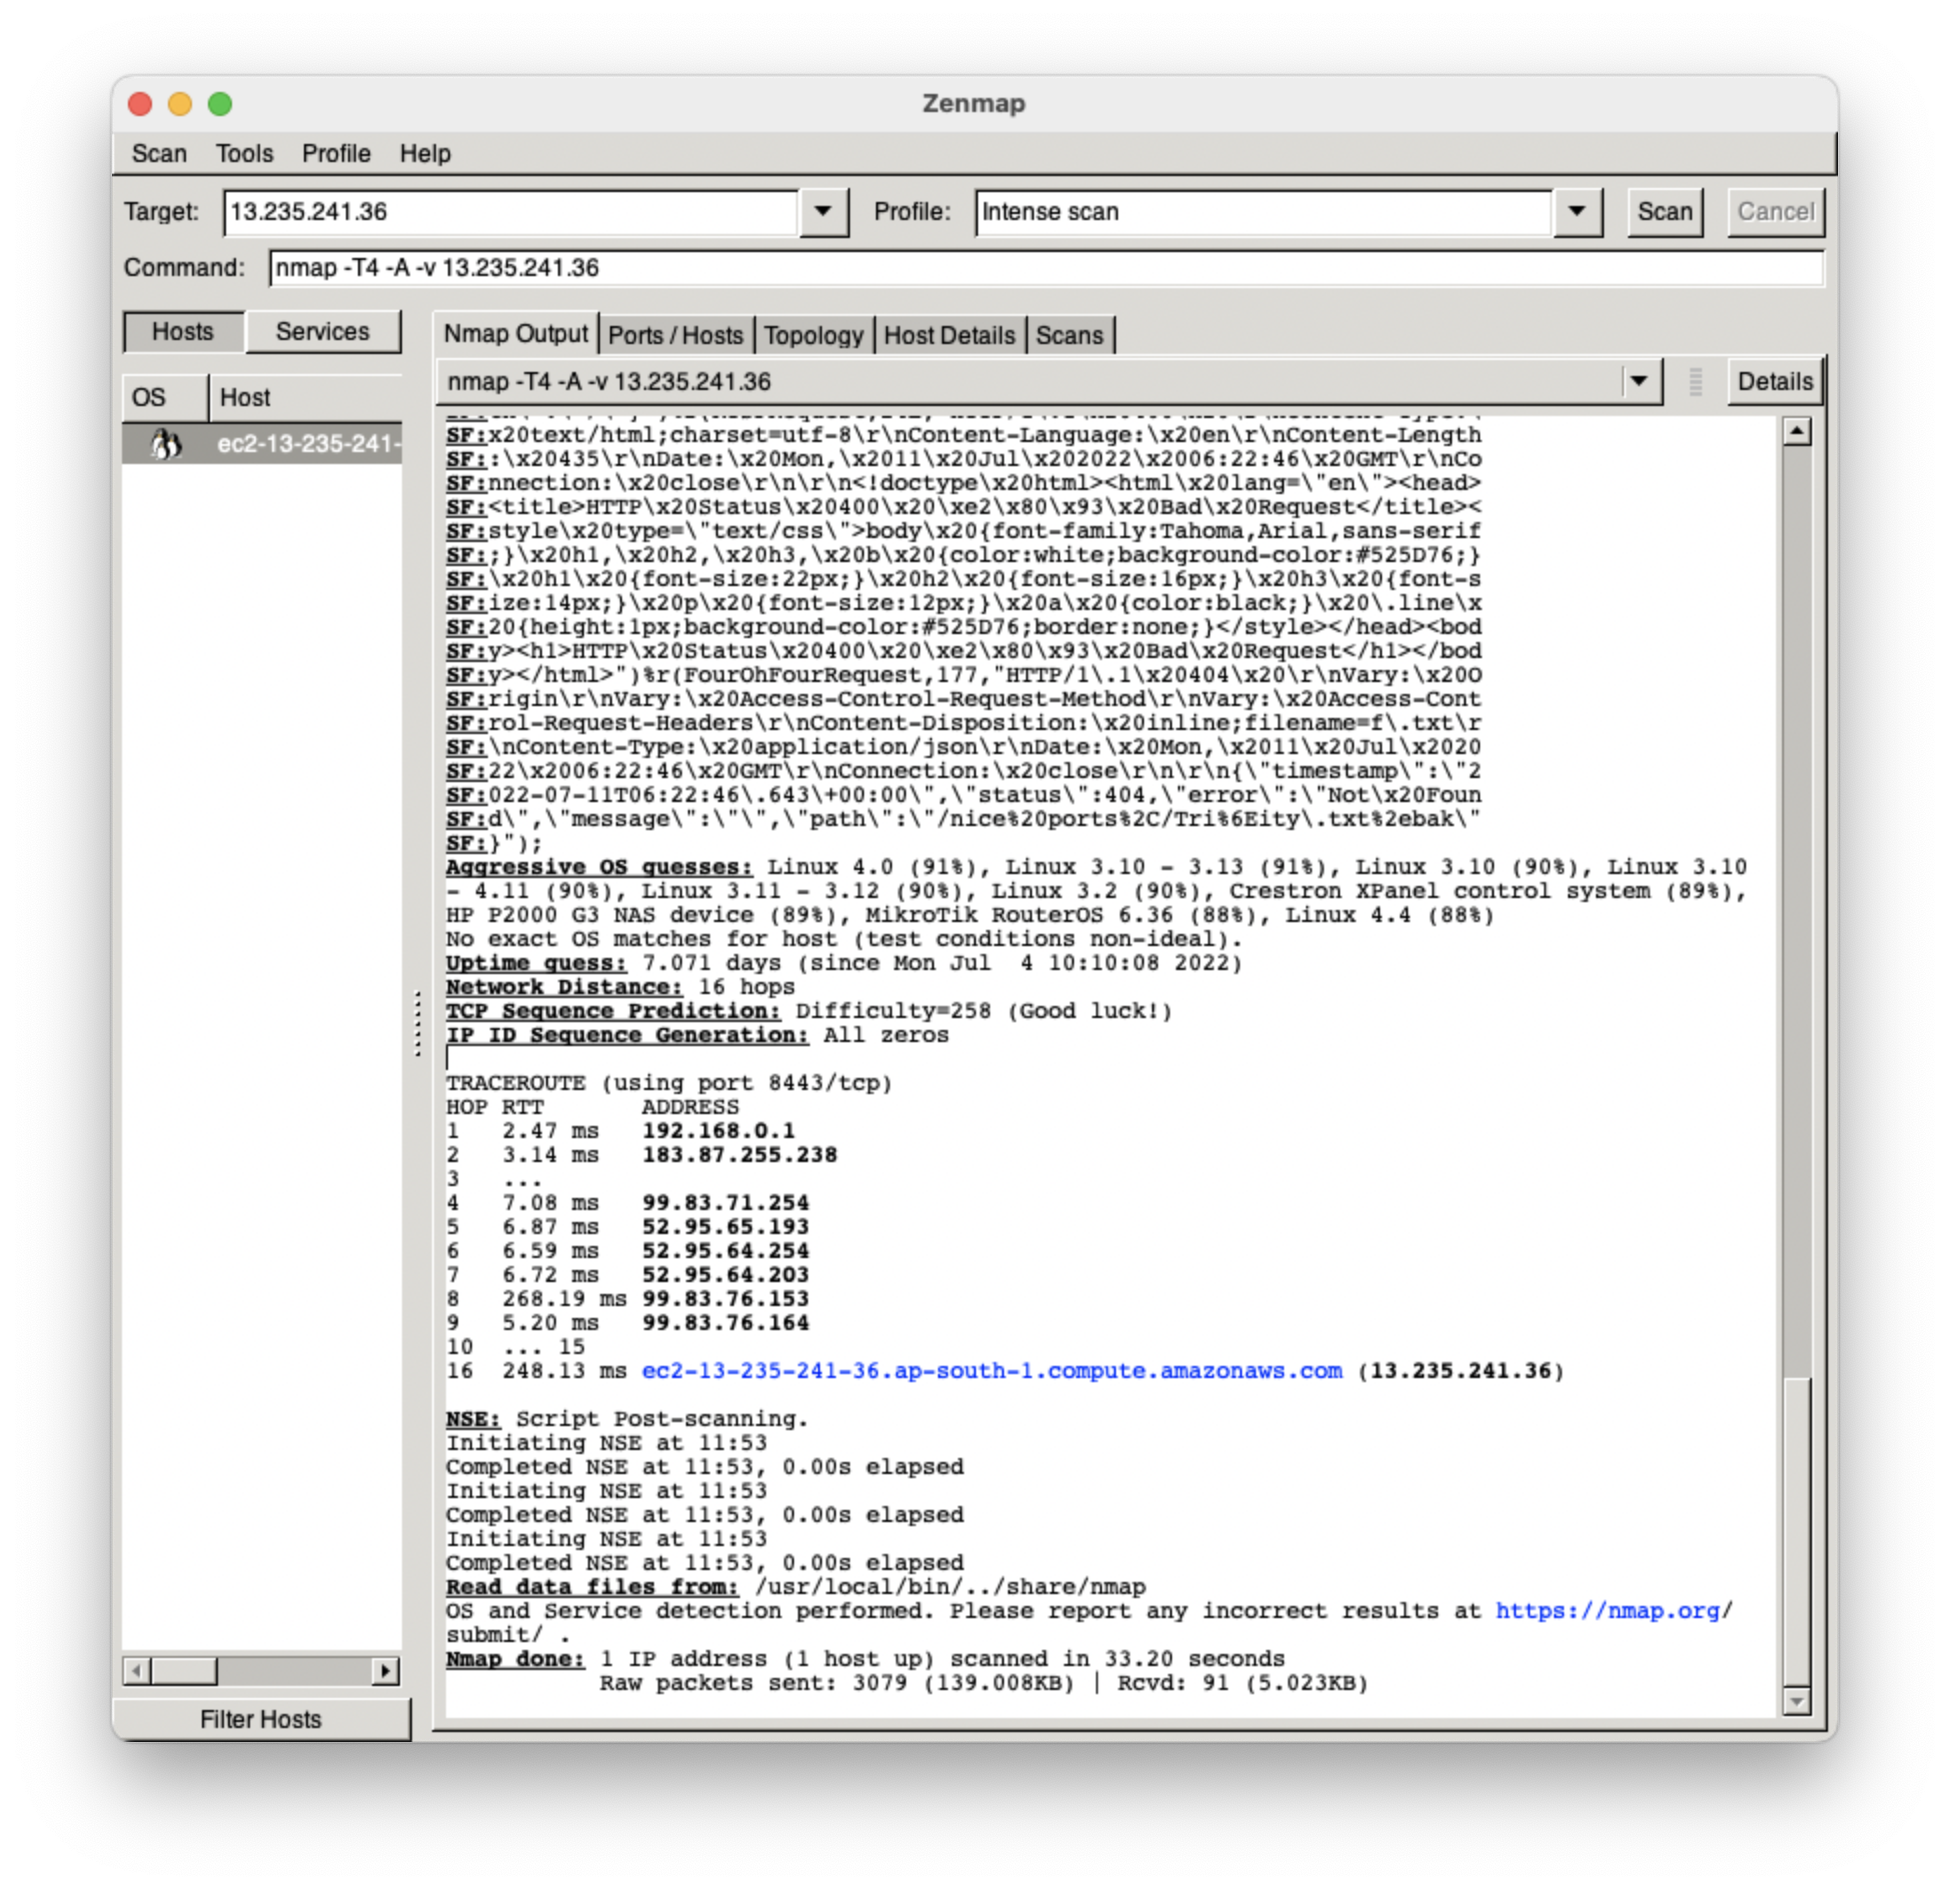 Zenmap
Scan Tools Profile Help
Target: 13.235.241.36 Profile: Intense scan Scan Cancel
Command: nmap -T4 -A -v 13.235.241.36
Hosts Services
Nmap Output Ports / Hosts Topology Host Details Scans
OS Host
ec2-13-235-241-
nmap -T4 -A -v 13.235.241.36 Details
SF:x20text/html;charset=utf-8\r\nContent-Language:\x20en\r\nContent-Length
SF::\x20435\r\nDate:\x20Mon,\x2011\x20Jul\x202022\x2006:22:46\x20GMT\r\nCo
SF:nnection:\x20close\r\n\r\n<!doctype\x20html><html\x20lang=\"en\"><head>
SF:<title>HTTP\x20Status\x20400\x20\xe2\x80\x93\x20Bad\x20Request</title><
SF:style\x20type=\"text/css\">body\x20{font-family:Tahoma,Arial,sans-serif
SF:;}\x20h1,\x20h2,\x20h3,\x20b\x20{color:white;background-color:#525D76;}
SF:\x20h1\x20{font-size:22px;}\x20h2\x20{font-size:16px;}\x20h3\x20{font-s
SF:ize:14px;}\x20p\x20{font-size:12px;}\x20a\x20{color:black;}\x20\.line\x
SF:20{height:1px;background-color:#525D76;border:none;}</style></head><bod
SF:y><h1>HTTP\x20Status\x20400\x20\xe2\x80\x93\x20Bad\x20Request</h1></bod
SF:y></html>")%r(FourOhFourRequest,177,"HTTP/1\.1\x20404\x20\r\nVary:\x20O
SF:rigin\r\nVary:\x20Access-Control-Request-Method\r\nVary:\x20Access-Cont
SF:rol-Request-Headers\r\nContent-Disposition:\x20inline;filename=f\.txt\r
SF:\nContent-Type:\x20application/json\r\nDate:\x20Mon,\x2011\x20Jul\x2020
SF:22\x2006:22:46\x20GMT\r\nConnection:\x20close\r\n\r\n{\"timestamp\":\"2
SF:022-07-11T06:22:46\.643\+00:00\",\"status\":404,\"error\":\"Not\x20Foun
SF:d\",\"message\":\"\",\"path\":\"/nice%20ports%2C/Tri%6Eity\.txt%2ebak\"
SF:}");
Aggressive OS guesses: Linux 4.0 (91%), Linux 3.10 - 3.13 (91%), Linux 3.10 (90%), Linux 3.10
- 4.11 (90%), Linux 3.11 - 3.12 (90%), Linux 3.2 (90%), Crestron XPanel control system (89%),
HP P2000 G3 NAS device (89%), MikroTik RouterOS 6.36 (88%), Linux 4.4 (88%)
No exact OS matches for host (test conditions non-ideal).
Uptime guess: 7.071 days (since Mon Jul  4 10:10:08 2022)
Network Distance: 16 hops
TCP Sequence Prediction: Difficulty=258 (Good luck!)
IP ID Sequence Generation: All zeros
TRACEROUTE (using port 8443/tcp)
HOP RTT ADDRESS
1 2.47 ms 192.168.0.1
2 3.14 ms 183.87.255.238
3 ...
4 7.08 ms 99.83.71.254
5 6.87 ms 52.95.65.193
6 6.59 ms 52.95.64.254
7 6.72 ms 52.95.64.203
8 268.19 ms 99.83.76.153
9 5.20 ms 99.83.76.164
10 ... 15
16 248.13 ms ec2-13-235-241-36.ap-south-1.compute.amazonaws.com (13.235.241.36)
NSE: Script Post-scanning.
Initiating NSE at 11:53
Completed NSE at 11:53, 0.00s elapsed
Initiating NSE at 11:53
Completed NSE at 11:53, 0.00s elapsed
Initiating NSE at 11:53
Completed NSE at 11:53, 0.00s elapsed
Read data files from: /usr/local/bin/../share/nmap
OS and Service detection performed. Please report any incorrect results at https://nmap.org/
submit/ .
Nmap done: 1 IP address (1 host up) scanned in 33.20 seconds
Raw packets sent: 3079 (139.008KB) | Rcvd: 91 (5.023KB)
Filter Hosts